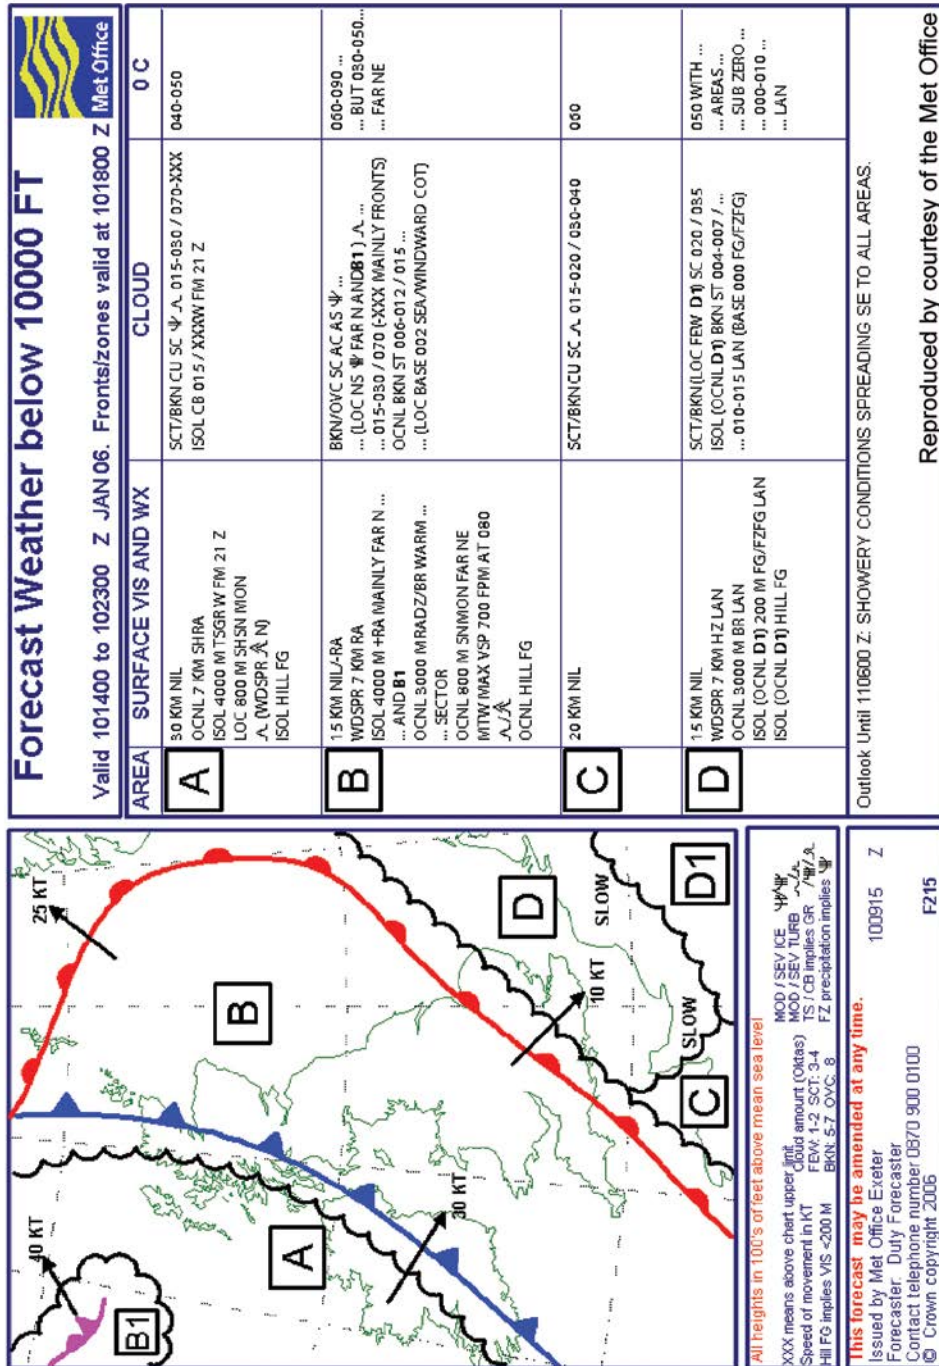 Forecast Weather below 10000 FT
Met Office
Valid 101400 to 102300 Z JAN 06. Fronts/zones valid at 101800 Z
AREA SURFACE VIS AND WX CLOUD 0 C
A
30 KM NIL
OCNL 7 KM SHRA
ISOL 4000 M TSGR W FM 21 Z
LOC 800 M SHSN MON
(WDSPR N)
ISOL HILL FG
SCT/BKN CU SC 015-030 / 070-XXX
ISOL CB 015 / XXXW FM 21 Z
040-050
B
15 KM NIL/-RA
WDSPR 7 KM RA
ISOL 4000 M +RA MAINLY FAR N ...
... AND B1
OCNL 3000 M RADZ/BR WARM ...
... SECTOR
OCNL 800 M SNMON FAR NE
MTW MAX VSP 700 FPM AT 080
/
OCNL HILL FG
BKN/OVC SC AC AS ...
... (LOC NS FAR N ANDB1) ...
... 015-030 / 070 (-XXX MAINLY FRONTS)
OCNL BKN ST 006-012 / 015 ...
... (LOC BASE 002 SEA/WINDWARD COT)
060-090 ...
... BUT 030-050...
... FAR NE
C
20 KM NIL
SCT/BKNCU SC 015-020 / 030-040
060
D
15 KM NIL
WDSPR 7 KM HZ LAN
OCNL 3000 M BR LAN
ISOL (OCNL D1) 200 M FG/FZFG LAN
ISOL (OCNL D1) HILL FG
SCT/BKN(LOC FEW D1) SC 020 / 035
ISOL (OCNL D1) BKN ST 004-007 / ...
... 010-015 LAN (BASE 000 FG/FZFG)
050 WITH ...
... AREAS ...
... SUB ZERO ...
... 000-010 ...
... LAN
Outlook Until 110600 Z: SHOWERY CONDITIONS SPREADING SE TO ALL AREAS.
Reproduced by courtesy of the Met Office
40 KT
B1
25 KT
A
B
30 KT
D
SLOW
10 KT
D1
SLOW
C
All heights in 100's of feet above mean sea level
XXX means above chart upper limit
Speed of movement in KT
Hill FG implies VIS <200 M
Cloud amount (Oktas)
FEW: 1-2 SCT: 3-4
BKN: 5-7 OVC: 8
MOD / SEV ICE
MOD / SEV TURB
TS / CB implies GR
FZ precipitation implies
This forecast may be amended at any time.
Issued by Met Office Exeter 100915 Z
Forecaster: Duty Forecaster
Contact telephone number 0870 900 0100
© Crown copyright 2006 F215